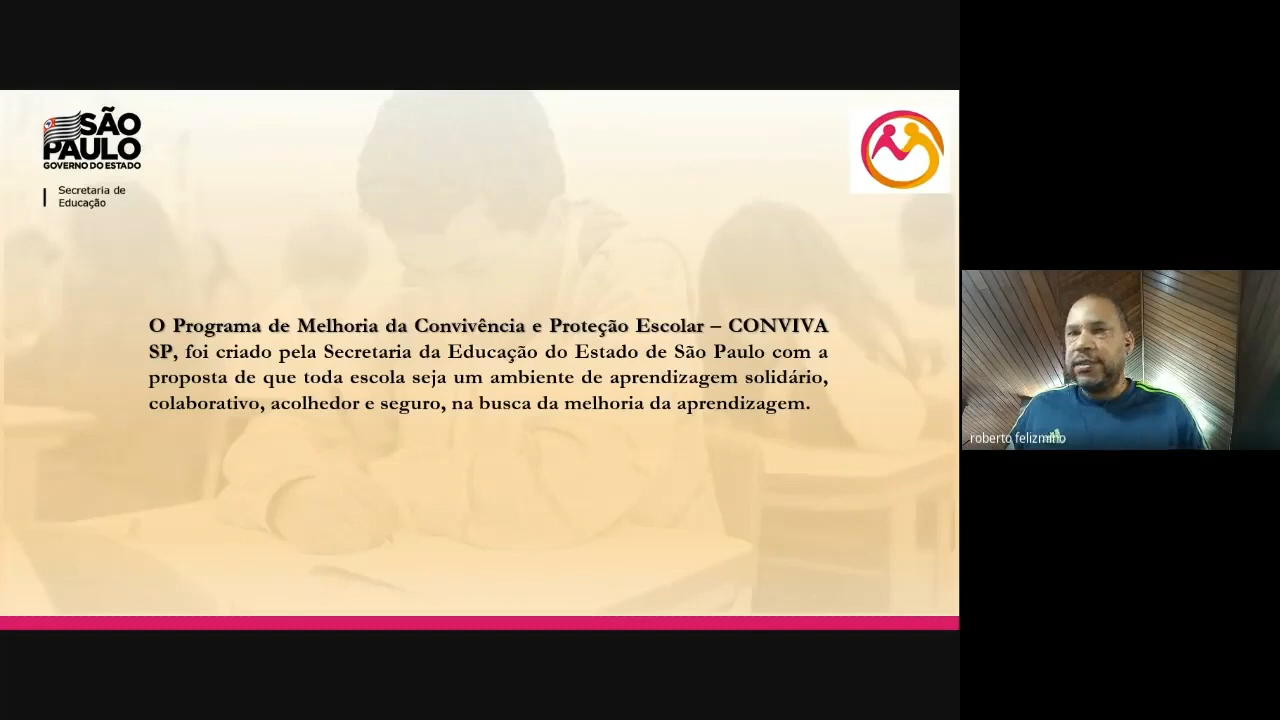 SÃO
PAULO
GOVERNO DO ESTADO
Secretaria de
Educação
O Programa de Melhoria da Convivência e Proteção Escolar – CONVIVA
SP, foi criado pela Secretaria da Educação do Estado de São Paulo com a
proposta de que toda escola seja um ambiente de aprendizagem solidário,
colaborativo, acolhedor e seguro, na busca da melhoria da aprendizagem.
roberto felizmino